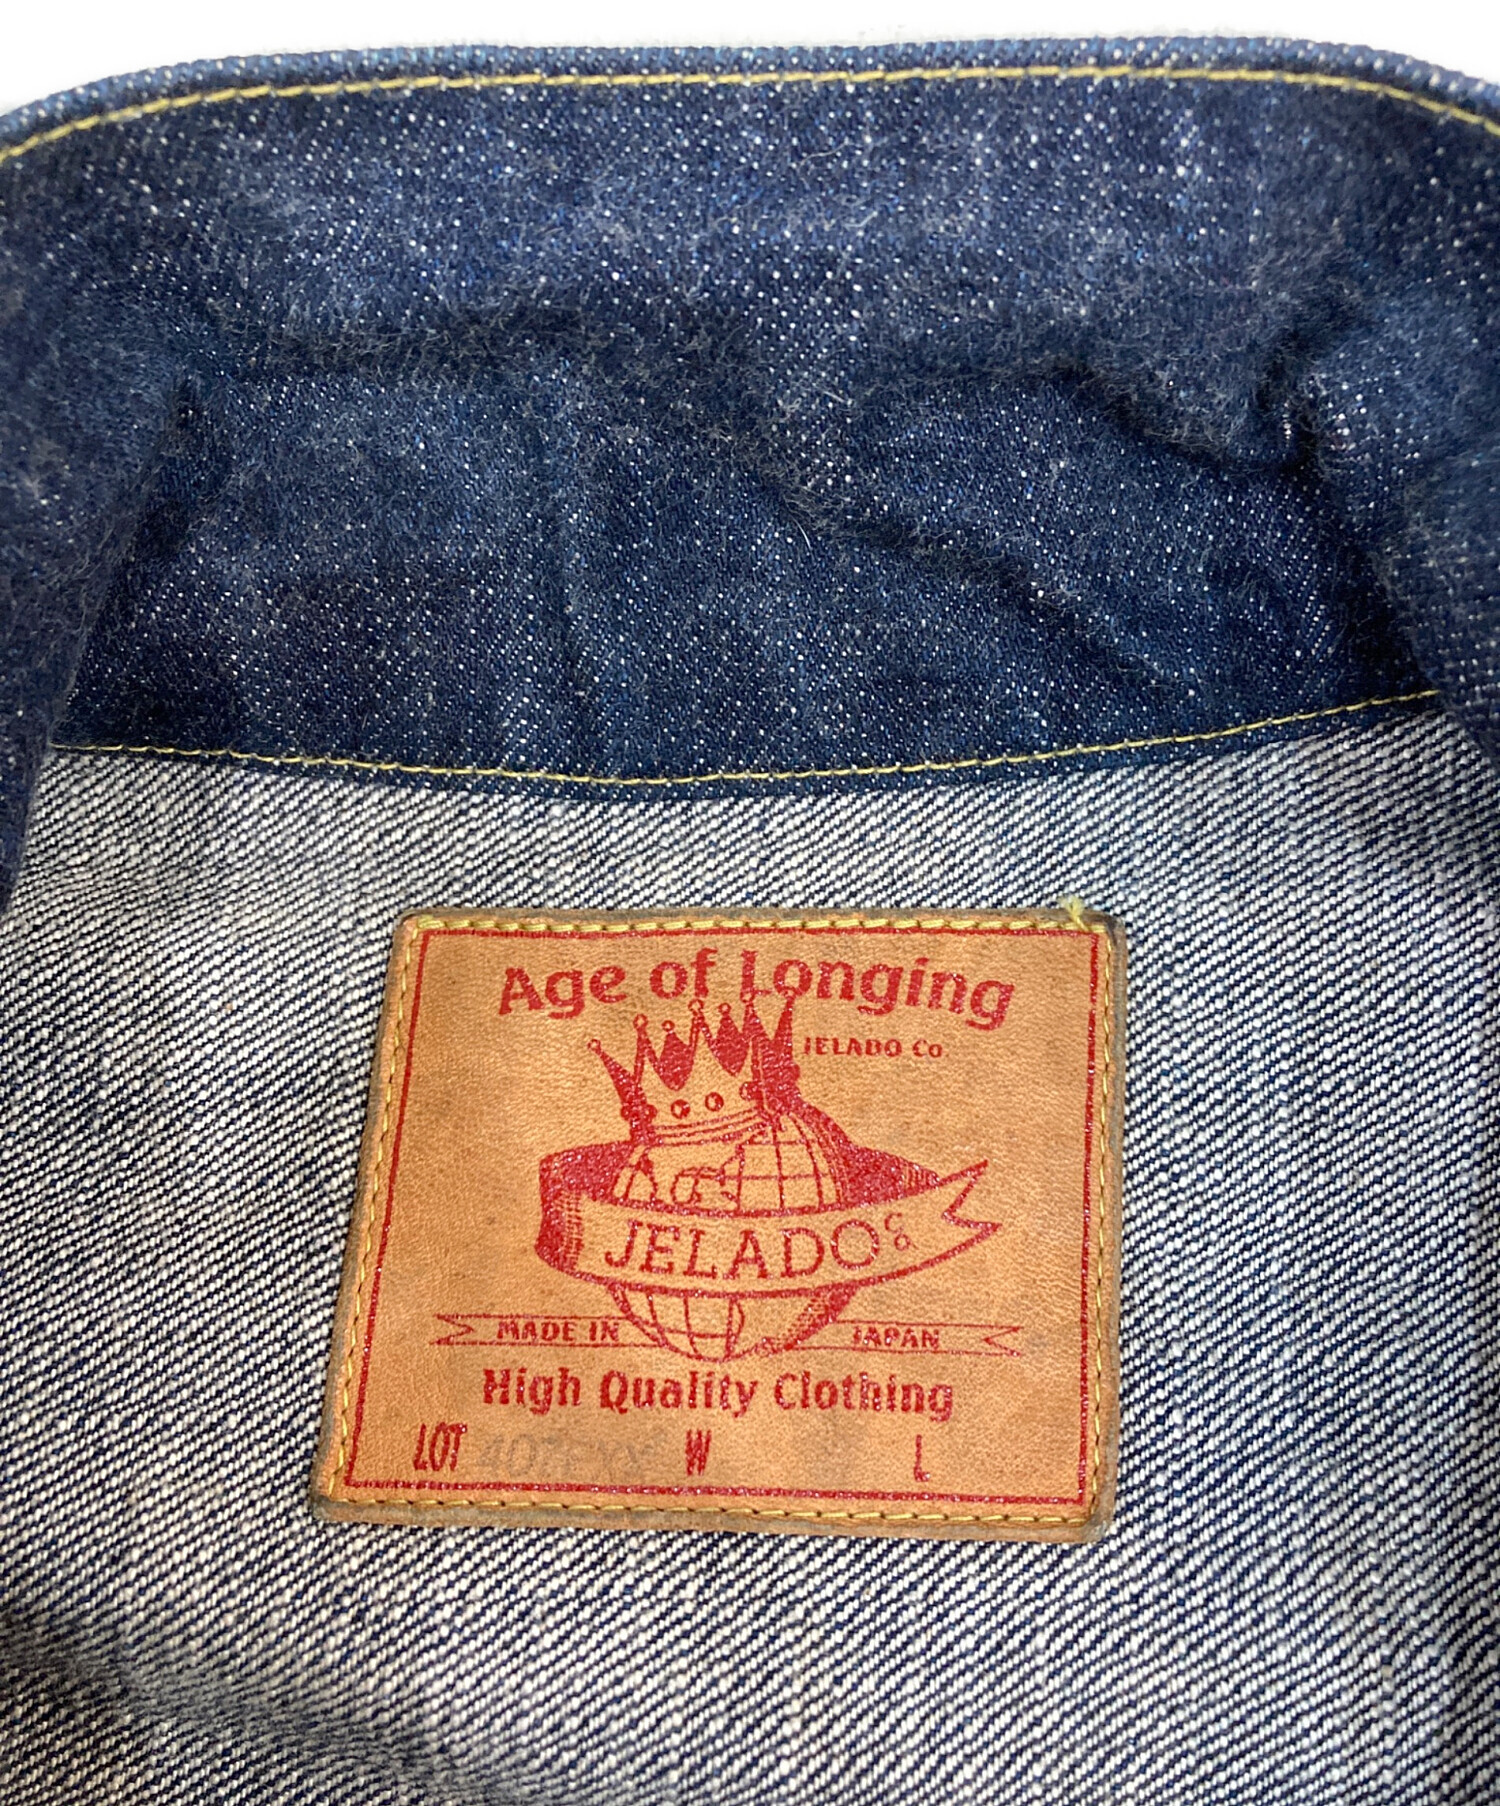 Age of Longing
JELADO Co
JELADO Co
MADE IN JAPAN
High Quality Clothing
LOT W L